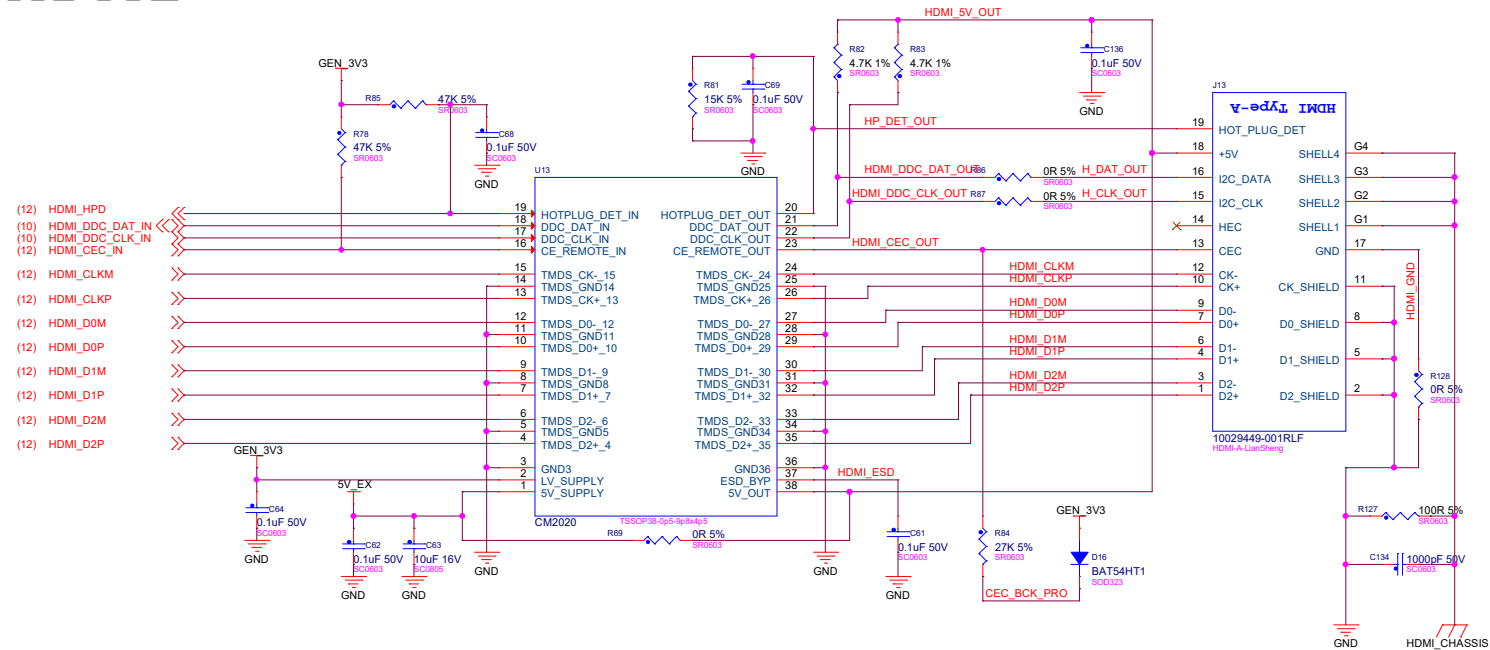 HDMI_5V_OUT
GEN_3V3
R85
47K 5%
SR0603
R78
47K 5%
SR0603
C68
0.1uF 50V
SC0603
GND
R81
15K 5%
SR0603
C69
0.1uF 50V
SC0603
GND
R82
4.7K 1%
SR0603
R83
4.7K 1%
SR0603
C136
0.1uF 50V
SC0603
GND
HP_DET_OUT
HDMI_DDC_DAT_OUT
R86
0R 5%
SR0603
H_DAT_OUT
HDMI_DDC_CLK_OUT
R87
0R 5%
SR0603
H_CLK_OUT
HDMI_CEC_OUT
(12) HDMI_HPD
(10) HDMI_DDC_DAT_IN
(10) HDMI_DDC_CLK_IN
(12) HDMI_CEC_IN
(12) HDMI_CLKM
(12) HDMI_CLKP
(12) HDMI_D0M
(12) HDMI_D0P
(12) HDMI_D1M
(12) HDMI_D1P
(12) HDMI_D2M
(12) HDMI_D2P
U13
19 HOTPLUG_DET_IN HOTPLUG_DET_OUT 20
18 DDC_DAT_IN DDC_DAT_OUT 21
17 DDC_CLK_IN DDC_CLK_OUT 22
16 CE_REMOTE_IN CE_REMOTE_OUT 23
15 TMDS_CK-_15 TMDS_CK-_24 24
14 TMDS_GND14 TMDS_GND25 25
13 TMDS_CK+_13 TMDS_CK+_26 26
12 TMDS_D0-_12 TMDS_D0-_27 27
11 TMDS_GND11 TMDS_GND28 28
10 TMDS_D0+_10 TMDS_D0+_29 29
9 TMDS_D1-_9 TMDS_D1-_30 30
8 TMDS_GND8 TMDS_GND31 31
7 TMDS_D1+_7 TMDS_D1+_32 32
6 TMDS_D2-_6 TMDS_D2-_33 33
5 TMDS_GND5 TMDS_GND34 34
4 TMDS_D2+_4 TMDS_D2+_35 35
3 GND3 GND36 36
2 LV_SUPPLY ESD_BYP 37
1 5V_SUPPLY 5V_OUT 38
CM2020
TSSOP38-0p5-9p8x4p5
HDMI_CLKM
HDMI_CLKP
HDMI_D0M
HDMI_D0P
HDMI_D1M
HDMI_D1P
HDMI_D2M
HDMI_D2P
HDMI_ESD
J13
HDMI Type-A
19 HOT_PLUG_DET
18 +5V SHELL4 G4
16 I2C_DATA SHELL3 G3
15 I2C_CLK SHELL2 G2
14 HEC SHELL1 G1
13 CEC GND 17
12 CK-
10 CK+ CK_SHIELD 11
9 D0-
7 D0+ D0_SHIELD 8
6 D1-
4 D1+ D1_SHIELD 5
3 D2-
1 D2+ D2_SHIELD 2
10029449-001RLF
HDMI-A-LianSheng
HDMI_GND
R128
0R 5%
SR0603
GEN_3V3
C64
0.1uF 50V
SC0603
GND
5V_EX
C62
0.1uF 50V
SC0603
GND
C63
10uF 16V
SC0805
GND
GND
R69
0R 5%
SR0603
GND
C61
0.1uF 50V
SC0603
GND
R84
27K 5%
SR0603
GEN_3V3
D16
BAT54HT1
SOD323
CEC_BCK_PRO
R127
100R 5%
SR0603
C134
1000pF 50V
SC0603
GND
HDMI_CHASSIS